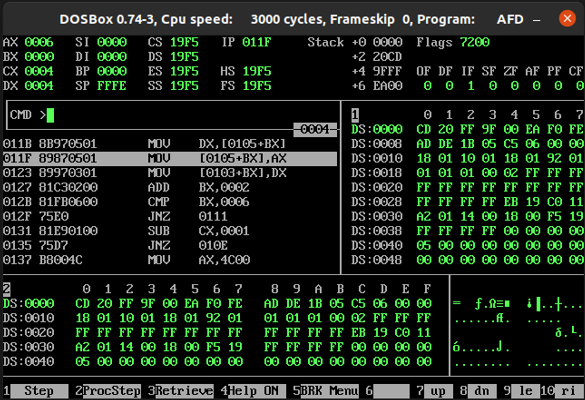 DOSBox 0.74-3, Cpu speed: 3000 cycles, Frameskip 0, Program: AFD
AX 0006 SI 0000 CS 19F5 IP 011F Stack +0 0000 Flags 7200
BX 0000 DI 0000 DS 19F5 +2 20CD
CX 0004 BP 0000 ES 19F5 HS 19F5 +4 9FFF OF DF IF SF ZF AF PF CF
DX 0004 SP FFFE SS 19F5 FS 19F5 +6 EA00 0 0 1 0 0 0 0 0
CMD >
0004
011B 8B970501 MOV DX,[0105+BX]
011F 89870501 MOV [0105+BX],AX
0123 89970301 MOV [0103+BX],DX
0127 81C30200 ADD BX,0002
012B 81FB0600 CMP BX,0006
012F 75E0 JNZ 0111
0131 81E90100 SUB CX,0001
0135 75D7 JNZ 010E
0137 B8004C MOV AX,4C00
1 0 1 2 3 4 5 6 7
DS:0000 CD 20 FF 9F 00 EA F0 FE
DS:0008 AD DE 1B 05 C5 06 00 00
DS:0010 18 01 10 01 18 01 92 01
DS:0018 01 01 01 00 02 FF FF FF
DS:0020 FF FF FF FF FF FF FF FF
DS:0028 FF FF FF FF EB 19 C0 11
DS:0030 A2 01 14 00 18 00 F5 19
DS:0038 FF FF FF FF 00 00 00 00
DS:0040 05 00 00 00 00 00 00 00
DS:0048 00 00 00 00 00 00 00 00
2 0 1 2 3 4 5 6 7 8 9 A B C D E F
DS:0000 CD 20 FF 9F 00 EA F0 FE AD DE 1B 05 C5 06 00 00
DS:0010 18 01 10 01 18 01 92 01 01 01 01 00 02 FF FF FF
DS:0020 FF FF FF FF FF FF FF FF FF FF FF FF EB 19 C0 11
DS:0030 A2 01 14 00 18 00 F5 19 FF FF FF FF 00 00 00 00
DS:0040 05 00 00 00 00 00 00 00 00 00 00 00 00 00 00 00
1 Step 2ProcStep 3Retrieve 4Help ON 5BRK Menu 6 7 up 8 dn 9 le 10 ri